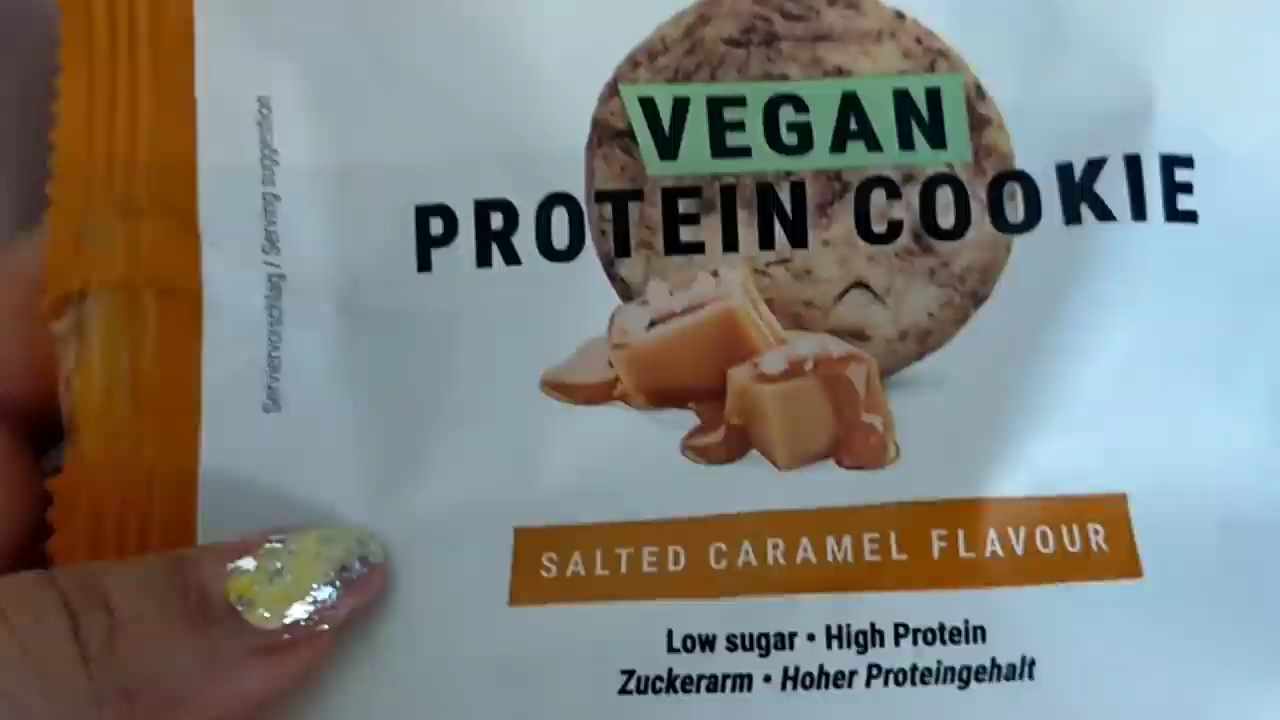 VEGAN
PROTEIN COOKIE
SALTED CARAMEL FLAVOUR
Low sugar • High Protein
Zuckerarm • Hoher Proteingehalt
Serviervorschlag / Serving suggestion